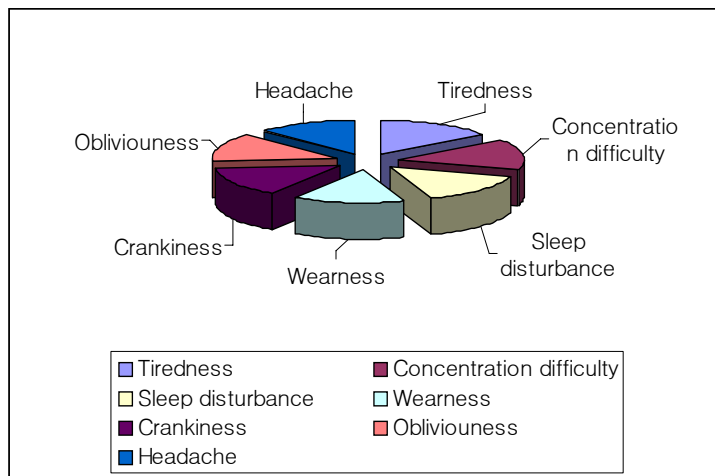 Headache
Tiredness
Obliviouness
Concentratio
n difficulty
Crankiness
Wearness
Sleep
disturbance
Tiredness
Concentration difficulty
Sleep disturbance
Wearness
Crankiness
Obliviouness
Headache